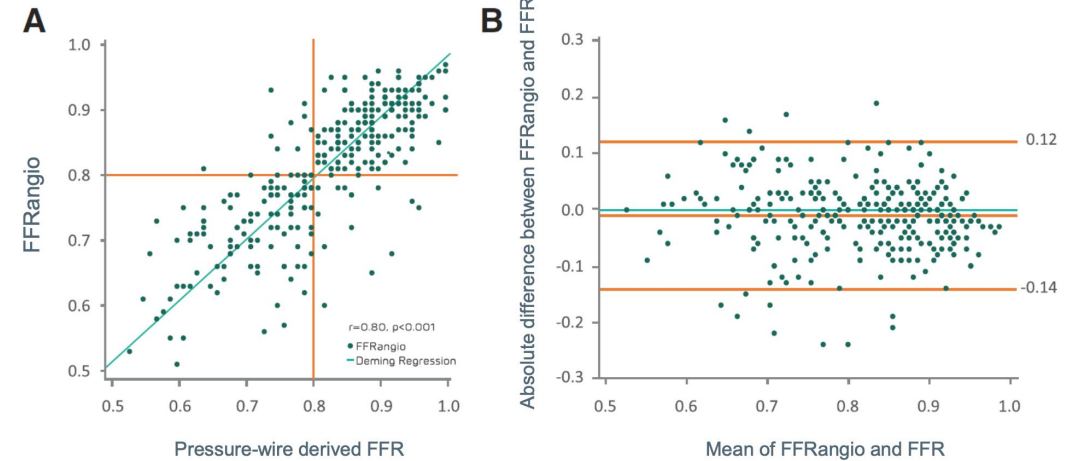 A
1.0
0.9
0.8
0.7
0.6
0.5
FFRangio
r=0.80, p<0.001
FFRangio
Deming Regression
0.5 0.6 0.7 0.8 0.9 1.0
Pressure-wire derived FFR
B
0.3
0.2
0.1
0.0
-0.1
-0.2
-0.3
Absolute difference between FFRangio and FFR
0.12
-0.14
0.5 0.6 0.7 0.8 0.9 1.0
Mean of FFRangio and FFR